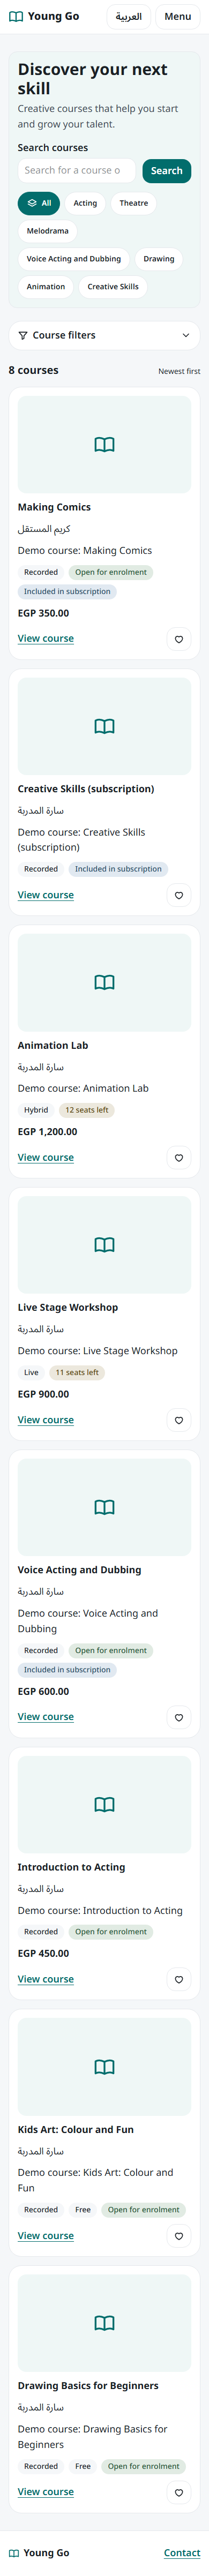 Young Go
العربية
Menu
Discover your next
skill
Creative courses that help you start
and grow your talent.
Search courses
Search for a course o
Search
All
Acting
Theatre
Melodrama
Voice Acting and Dubbing
Drawing
Animation
Creative Skills
Course filters
8 courses
Newest first
Making Comics
كريم المستقل
Demo course: Making Comics
Recorded
Open for enrolment
Included in subscription
EGP 350.00
View course
Creative Skills (subscription)
سارة المدربة
Demo course: Creative Skills
(subscription)
Recorded
Included in subscription
View course
Animation Lab
سارة المدربة
Demo course: Animation Lab
Hybrid
12 seats left
EGP 1,200.00
View course
Live Stage Workshop
سارة المدربة
Demo course: Live Stage Workshop
Live
11 seats left
EGP 900.00
View course
Voice Acting and Dubbing
سارة المدربة
Demo course: Voice Acting and
Dubbing
Recorded
Open for enrolment
Included in subscription
EGP 600.00
View course
Introduction to Acting
سارة المدربة
Demo course: Introduction to Acting
Recorded
Open for enrolment
EGP 450.00
View course
Kids Art: Colour and Fun
سارة المدربة
Demo course: Kids Art: Colour and
Fun
Recorded
Free
Open for enrolment
View course
Drawing Basics for Beginners
سارة المدربة
Demo course: Drawing Basics for
Beginners
Recorded
Free
Open for enrolment
View course
Young Go
Contact